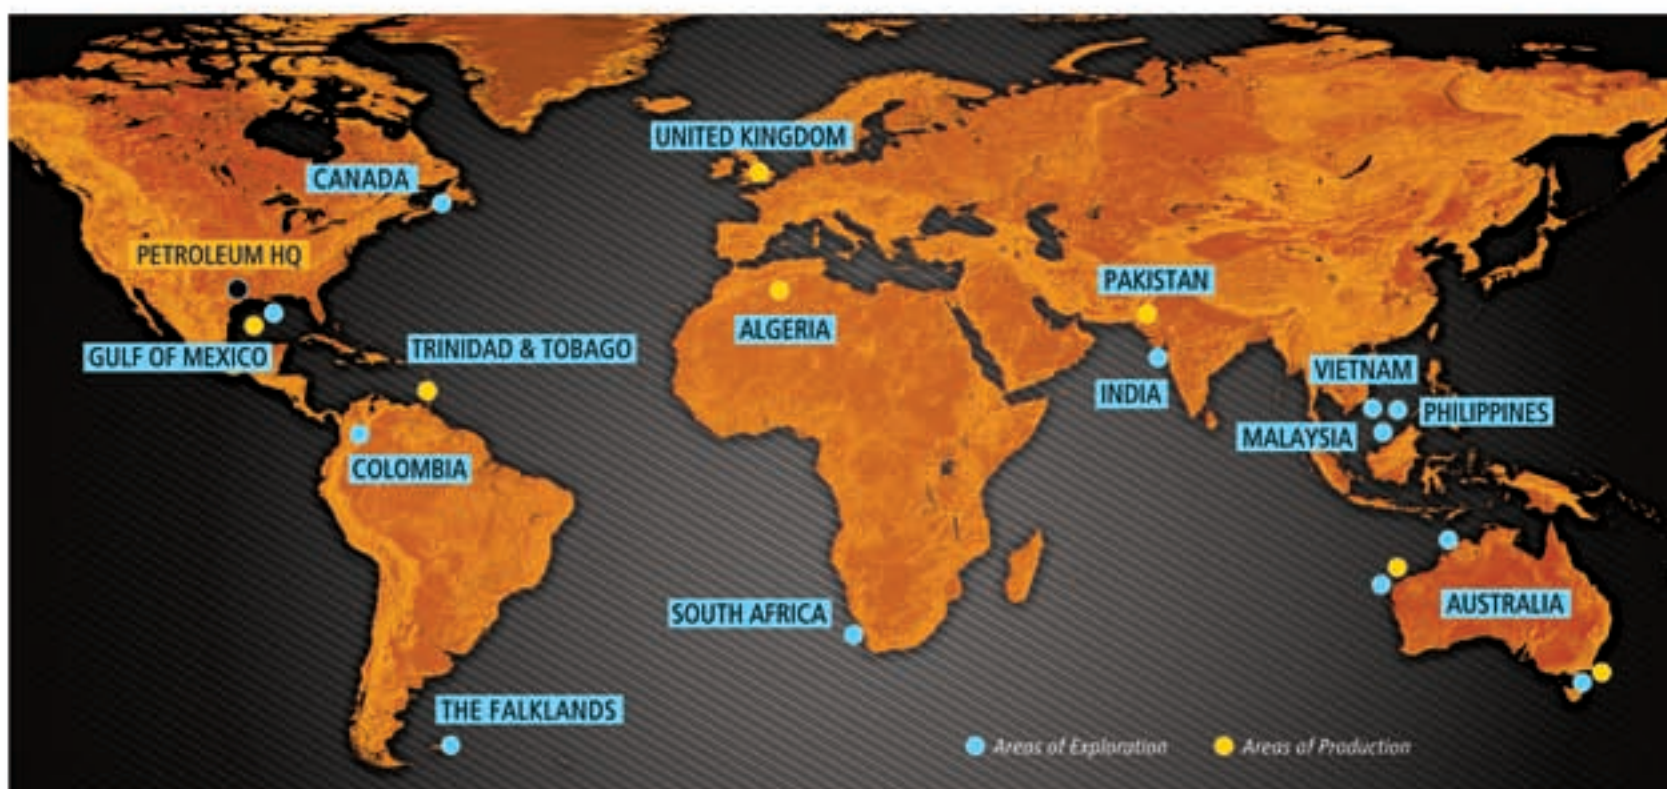 UNITED KINGDOM
CANADA
PETROLEUM HQ
PAKISTAN
ALGERIA
TRINIDAD & TOBAGO
GULF OF MEXICO
VIETNAM
INDIA
PHILIPPINES
MALAYSIA
COLOMBIA
AUSTRALIA
SOUTH AFRICA
THE FALKLANDS
Areas of Exploration
Areas of Production